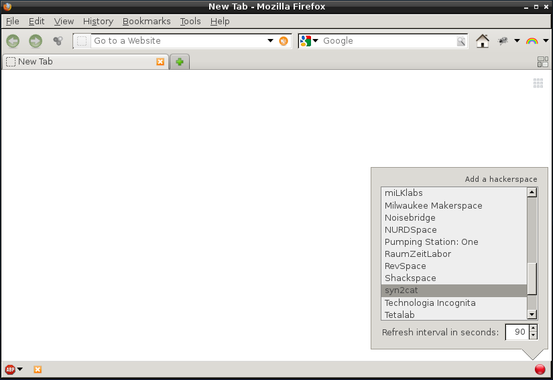 New Tab - Mozilla Firefox
File Edit View History Bookmarks Tools Help
Go to a Website Google
New Tab
Add a hackerspace
miLKlabs
Milwaukee Makerspace
Noisebridge
NURDSpace
Pumping Station: One
RaumZeitLabor
RevSpace
Shackspace
syn2cat
Technologia Incognita
Tetalab
Refresh interval in seconds: 90
ABP